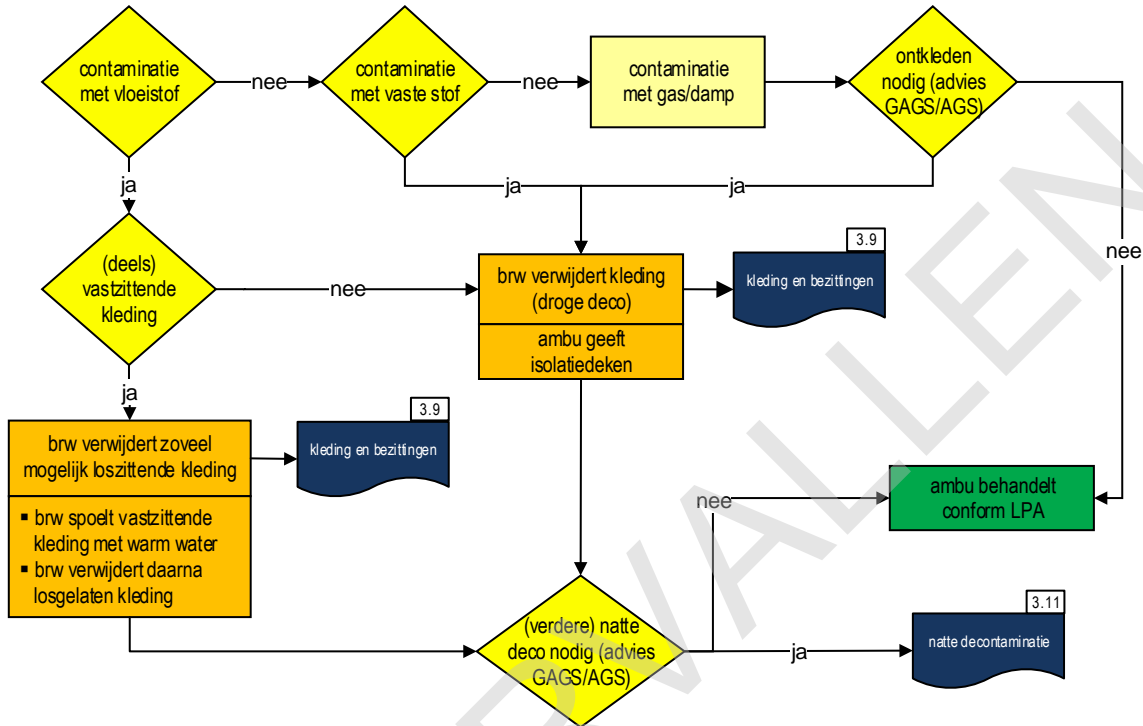 contaminatie
met vloeistof
nee
contaminatie
met vaste stof
nee
contaminatie
met gas/damp
ontkleden
nodig (advies
GAGS/AGS)
ja
ja
ja
nee
(deels)
vastzittende
kleding
nee
brw verwijdert kleding
(droge deco)
ambu geeft
isolatiedeken
3.9
kleding en bezittingen
ja
brw verwijdert zoveel
mogelijk loszittende kleding
▪ brw spoelt vastzittende
kleding met warm water
▪ brw verwijdert daarna
losgelaten kleding
3.9
kleding en bezittingen
nee
ambu behandelt
conform LPA
(verdere) natte
deco nodig (advies
GAGS/AGS)
ja
3.11
natte decontaminatie
RVALLEN